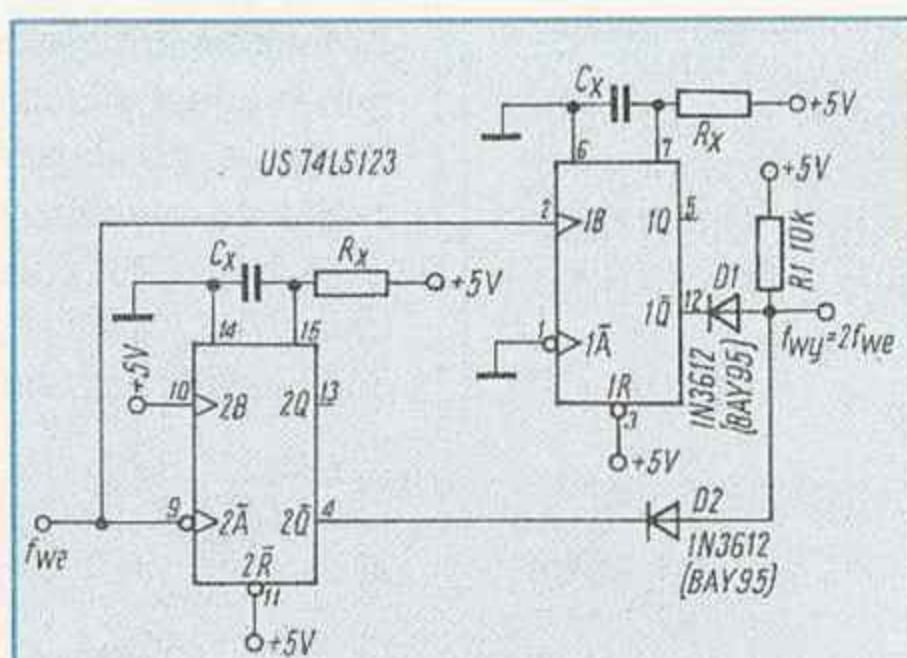 US 74LS123
Cx
Rx
+5V
6
7
2
1B
1Q
5
+5V
R1 10K
D1
1Q̅
12
1
1A̅
1N3612
(BAY95)
fwy=2fwe
1R
3
+5V
Cx
Rx
+5V
14
15
+5V
10
2B
2Q
13
9
2A̅
2Q̅
4
fwe
2R̅
11
+5V
D2
1N3612
(BAY95)